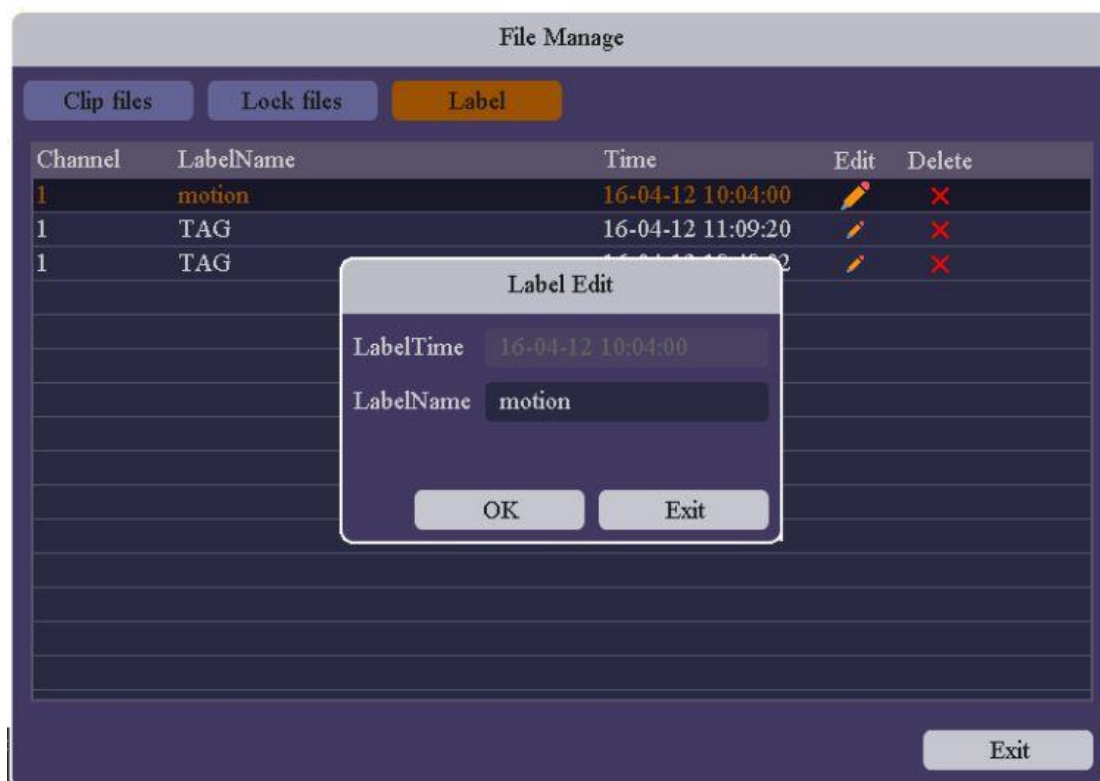 File Manage
Clip files Lock files Label
Channel LabelName Time Edit Delete
1 motion 16-04-12 10:04:00
1 TAG 16-04-12 11:09:20
1 TAG
Label Edit
LabelTime 16-04-12 10:04:00
LabelName motion
OK Exit
Exit